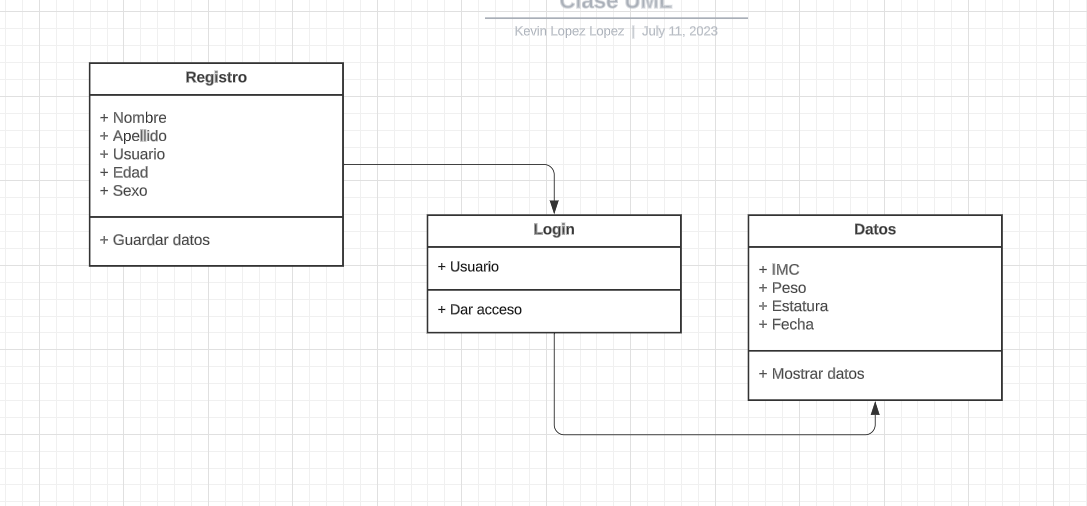 Clase UML
Kevin Lopez Lopez | July 11, 2023
Registro
+ Nombre
+ Apellido
+ Usuario
+ Edad
+ Sexo
+ Guardar datos
Login
+ Usuario
+ Dar acceso
Datos
+ IMC
+ Peso
+ Estatura
+ Fecha
+ Mostrar datos